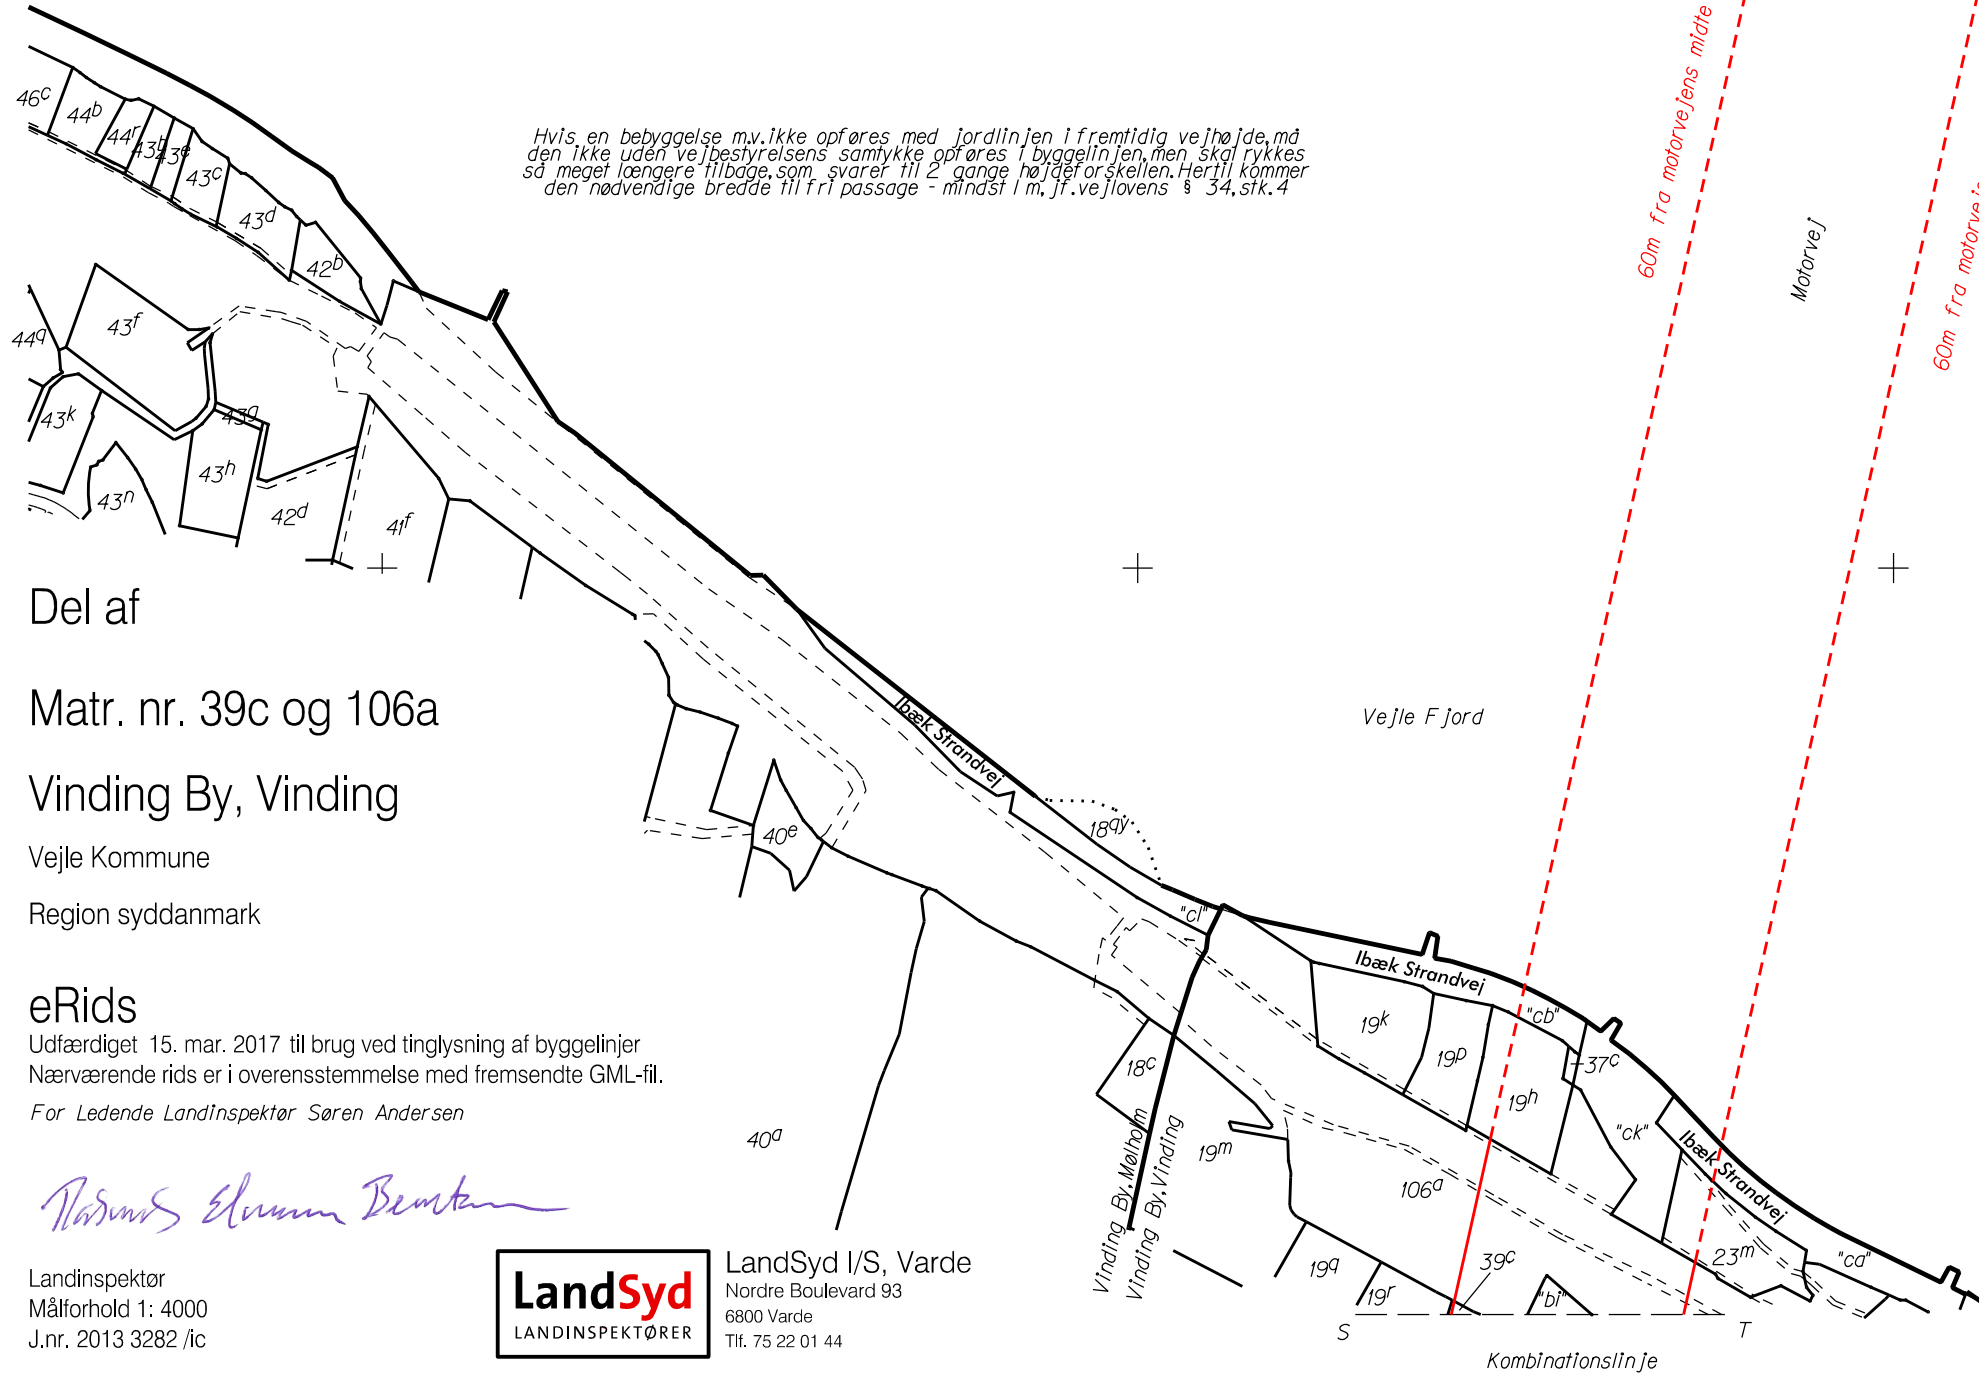 60m fra motorvejens midte
60m fra motorvejs
Motorvej
46c
44b
44r
43b
43e
43c
43d
42b
Hvis en bebyggelse m.v. ikke opføres med jordlinjen i fremtidig vejhøjde, må
den ikke uden vejbestyrelsens samtykke opføres i byggelinjen, men skal rykkes
så meget længere tilbage, som svarer til 2 gange højdeforskellen. Hertil kommer
den nødvendige bredde til fri passage - mindst 1 m, jf. vejlovens § 34, stk. 4
44q
43f
43k
43g
43h
43n
42d
41f
Del af
Matr. nr. 39c og 106a
Vinding By, Vinding
Vejle Kommune
Region syddanmark
eRids
Udfærdiget 15. mar. 2017 til brug ved tinglysning af byggelinjer
Nærværende rids er i overensstemmelse med fremsendte GML-fil.
For Ledende Landinspektør Søren Andersen
Landinspektør
Målforhold 1: 4000
J.nr. 2013 3282 /ic
LandSyd
LANDINSPEKTØRER
LandSyd I/S, Varde
Nordre Boulevard 93
6800 Varde
Tlf. 75 22 01 44
Vejle Fjord
Ibæk Strandvej
18qy
40e
40a
"cl"
Ibæk Strandvej
"cb"
19k
19p
19h
37c
"ck"
Ibæk Strandvej
18c
19m
Vinding By, Mølholm
Vinding By, Vinding
106a
39c
23m
"ca"
19q
19r
"bi"
S
T
Kombinationslinje